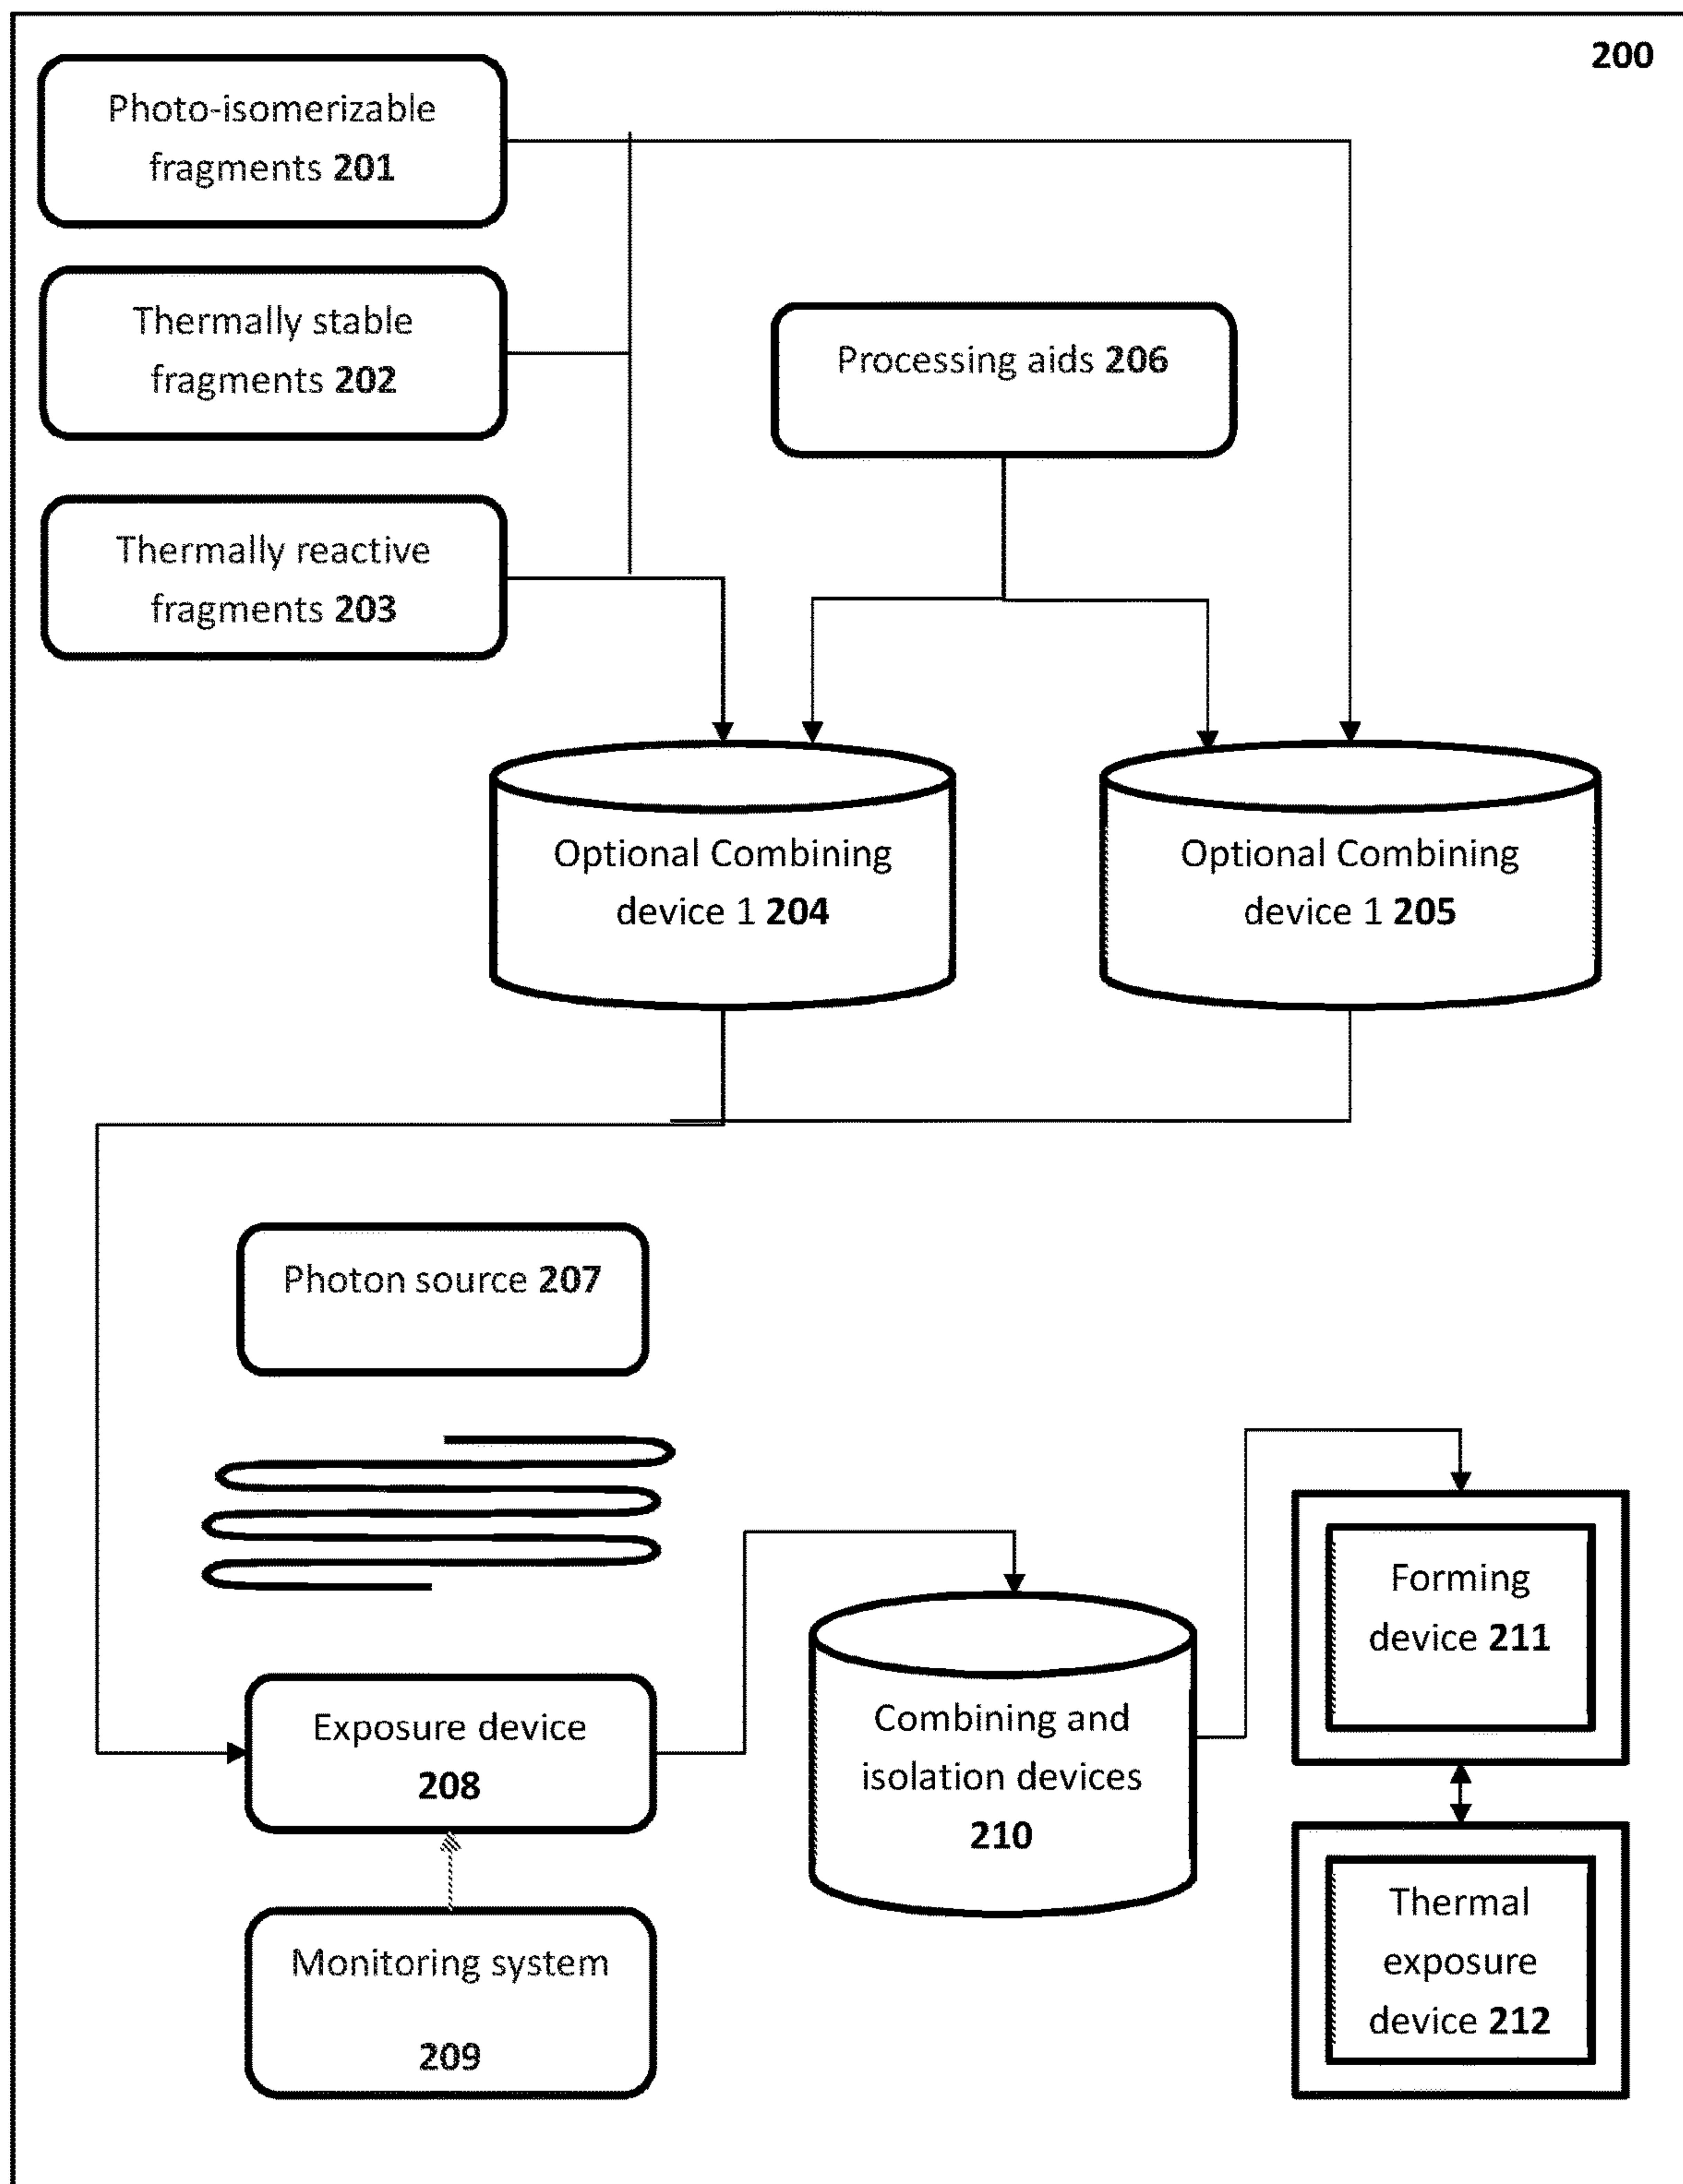 200
Photo-isomerizable
fragments 201
Thermally stable
fragments 202
Processing aids 206
Thermally reactive
fragments 203
Optional Combining
device 1 204
Optional Combining
device 1 205
Photon source 207
Forming
device 211
Exposure device
208
Combining and
isolation devices
210
Thermal
exposure
device 212
Monitoring system
209